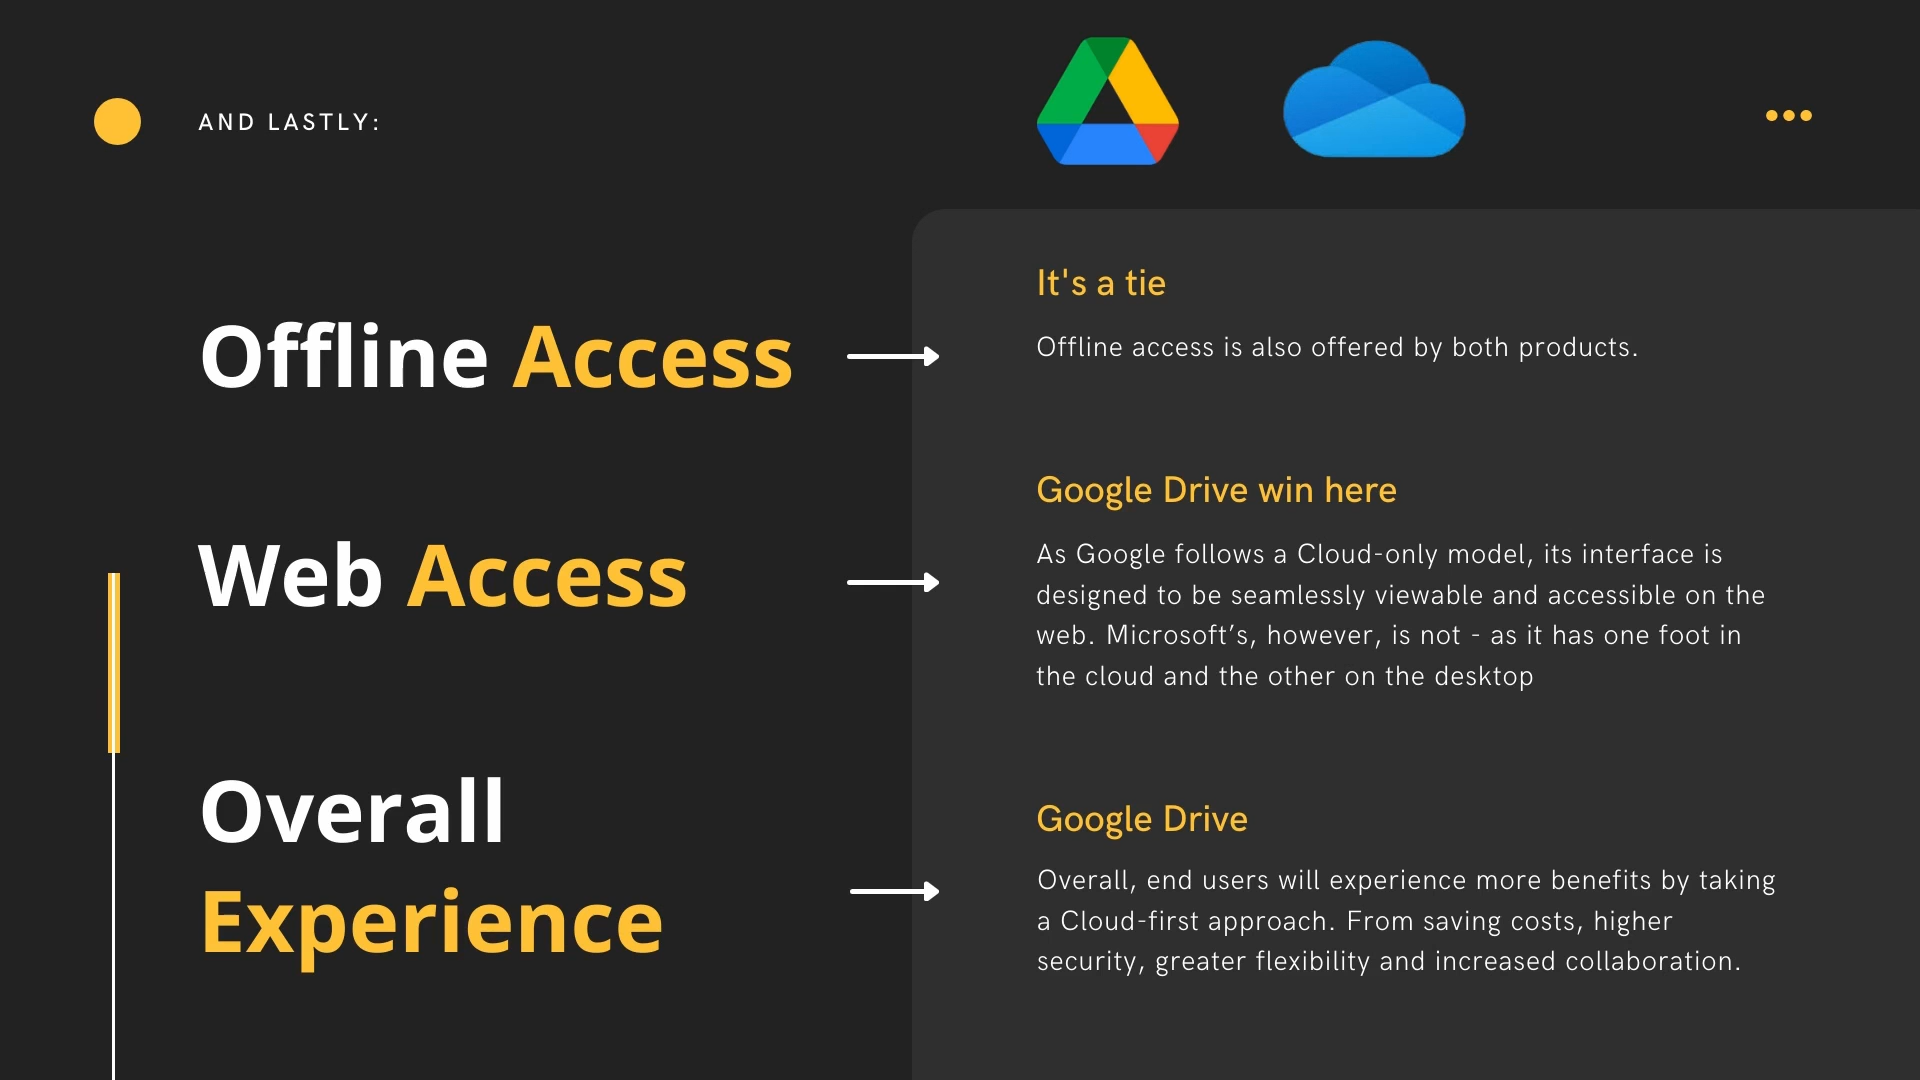 AND LASTLY:
Offline Access
It's a tie
Offline access is also offered by both products.
Web Access
Google Drive win here
As Google follows a Cloud-only model, its interface is
designed to be seamlessly viewable and accessible on the
web. Microsoft’s, however, is not - as it has one foot in
the cloud and the other on the desktop
Overall
Experience
Google Drive
Overall, end users will experience more benefits by taking
a Cloud-first approach. From saving costs, higher
security, greater flexibility and increased collaboration.